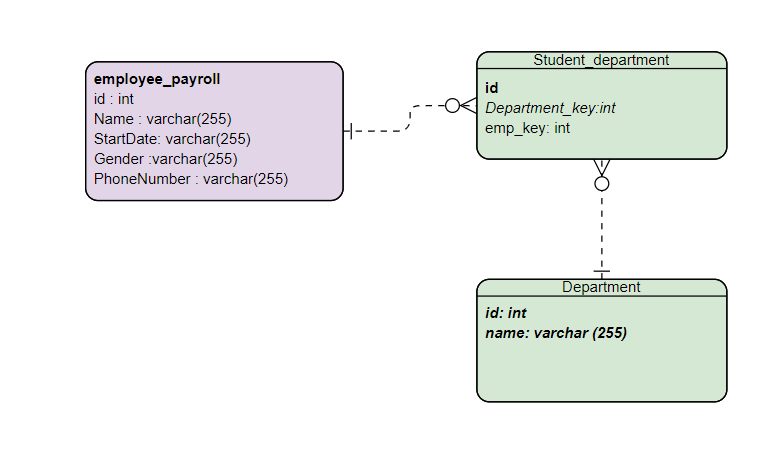 employee_payroll
id : int
Name : varchar(255)
StartDate: varchar(255)
Gender :varchar(255)
PhoneNumber : varchar(255)
Student_department
id
Department_key:int
emp_key: int
Department
id: int
name: varchar (255)